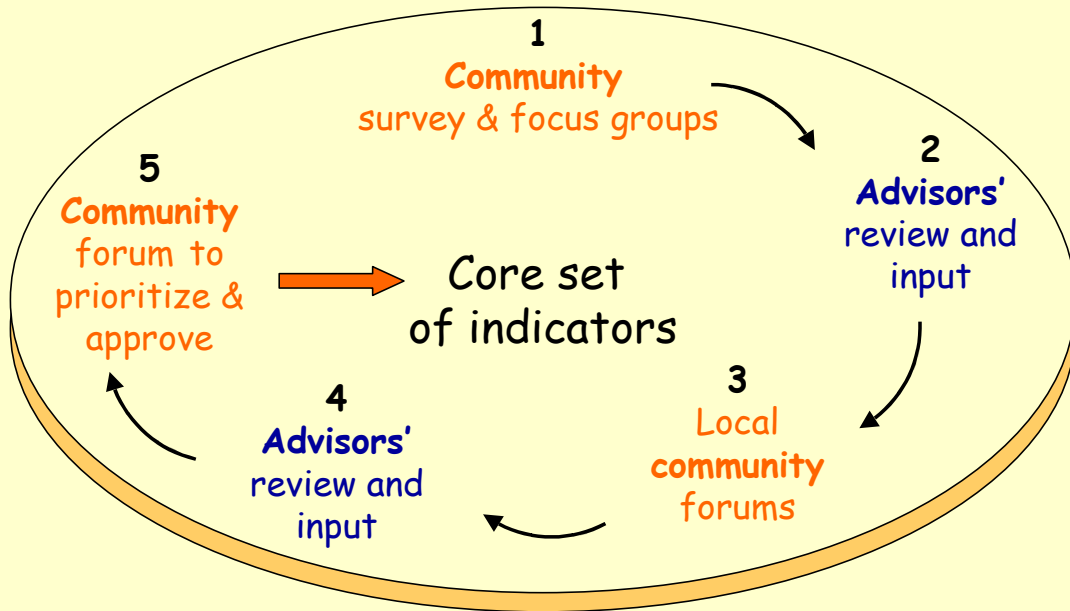 1
Community
survey & focus groups
2
Advisors'
review and
input
3
Local
community
forums
4
Advisors'
review and
input
5
Community
forum to
prioritize &
approve
Core set
of indicators